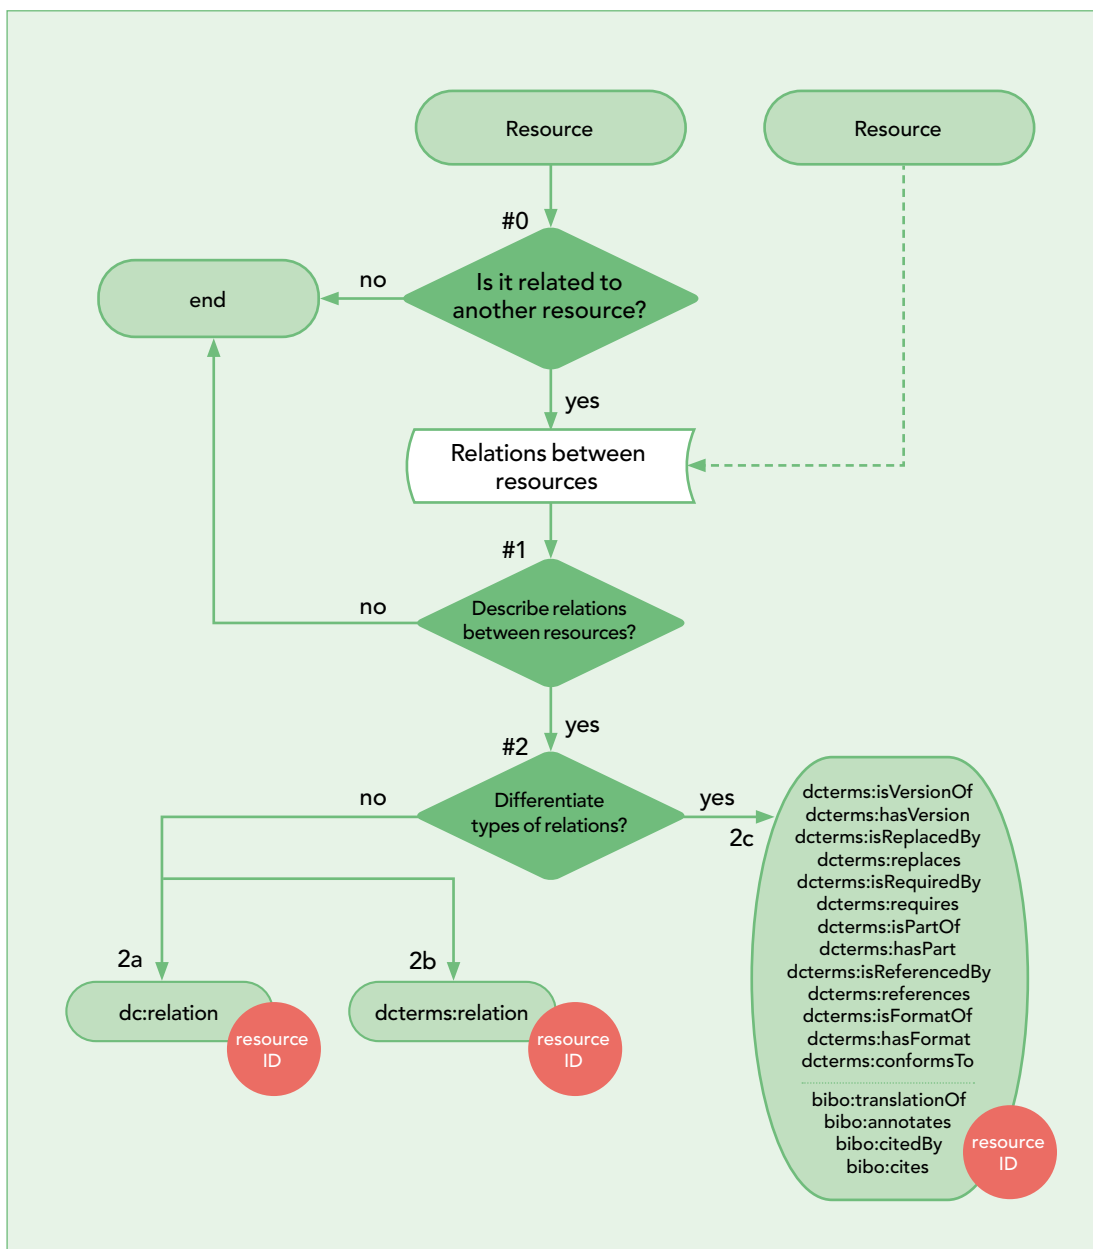 Resource
Resource
#0
Is it related to
another resource?
no
end
yes
Relations between
resources
#1
Describe relations
between resources?
no
yes
#2
Differentiate
types of relations?
no
yes
2c
2a
dc:relation
resource
ID
2b
dcterms:relation
resource
ID
dcterms:isVersionOf
dcterms:hasVersion
dcterms:isReplacedBy
dcterms:replaces
dcterms:isRequiredBy
dcterms:requires
dcterms:isPartOf
dcterms:hasPart
dcterms:isReferencedBy
dcterms:references
dcterms:isFormatOf
dcterms:hasFormat
dcterms:conformsTo
bibo:translationOf
bibo:annotates
bibo:citedBy
bibo:cites
resource
ID